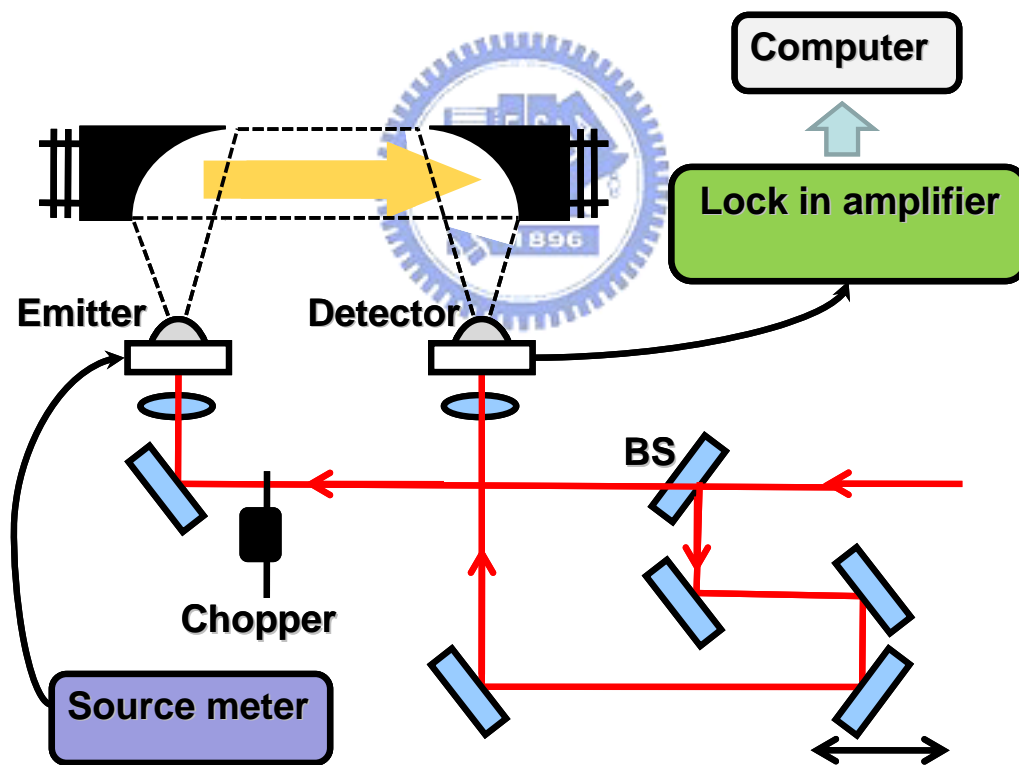 Computer
Lock in amplifier
1896
Emitter
Detector
BS
Chopper
Source meter